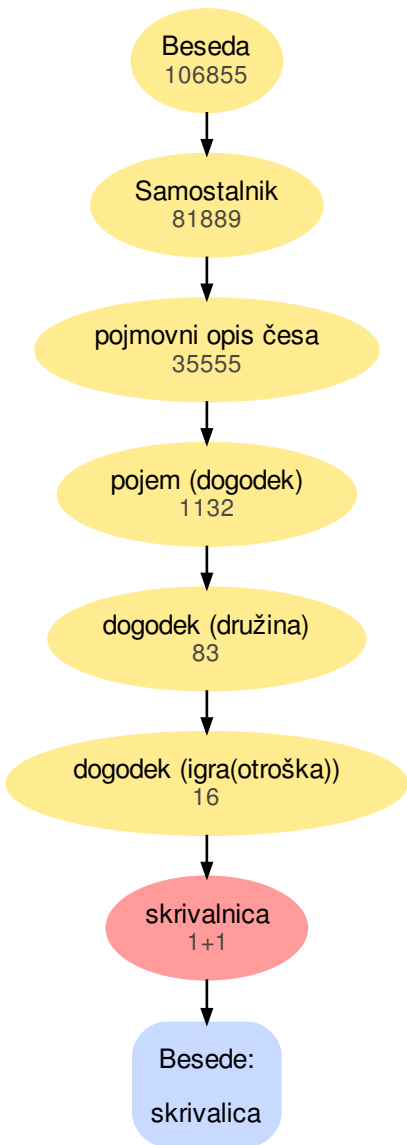 Beseda
106855
Samostalnik
81889
pojmovni opis česa
35555
pojem (dogodek)
1132
dogodek (družina)
83
dogodek (igra(otroška))
16
skrivalnica
1+1
Besede:
skrivalica